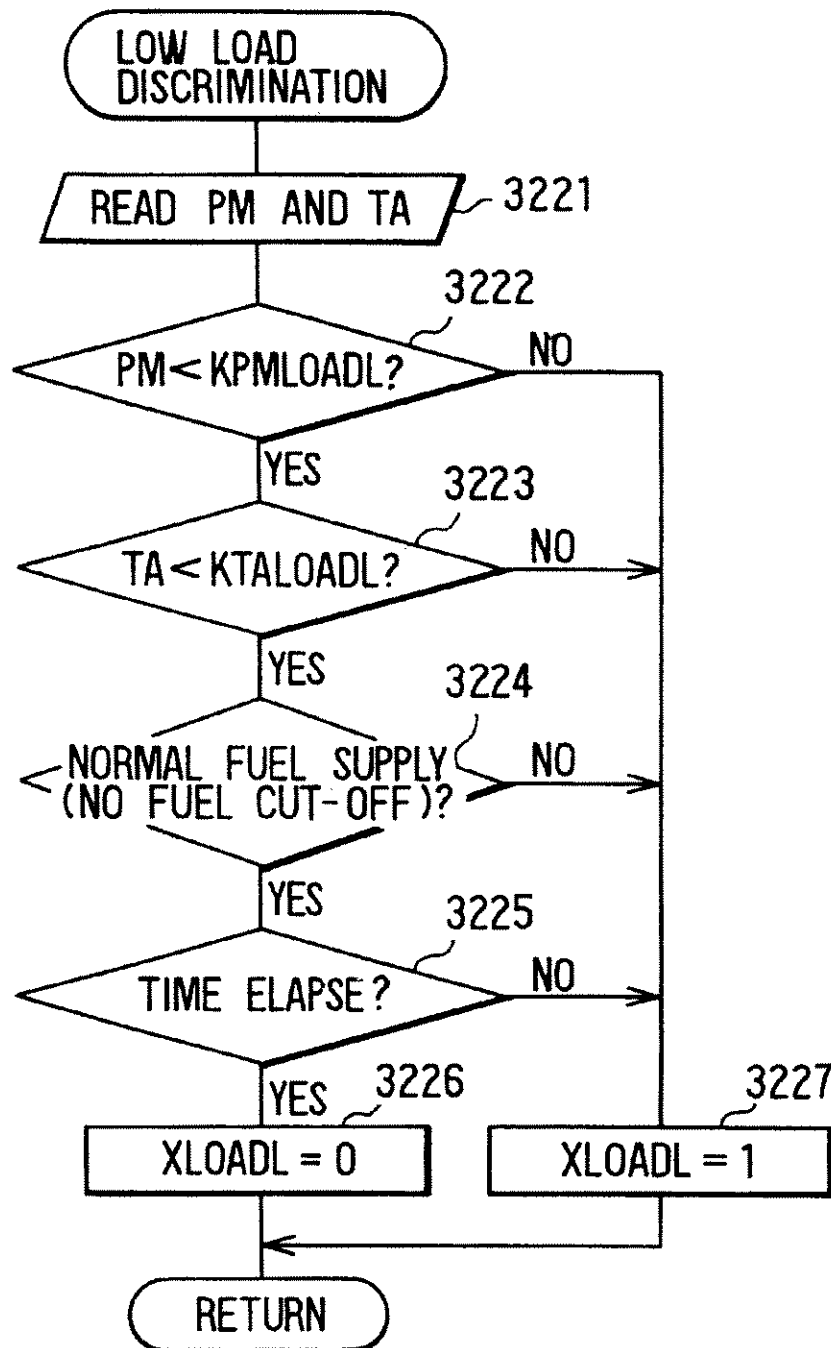 LOW LOAD
DISCRIMINATION
READ PM AND TA
3221
3222
PM < KPMLOADL?
NO
YES
3223
TA < KTALOADL?
NO
YES
3224
NORMAL FUEL SUPPLY
(NO FUEL CUT-OFF)?
NO
YES
3225
TIME ELAPSE?
NO
YES
3226
XLOADL = 0
3227
XLOADL = 1
RETURN